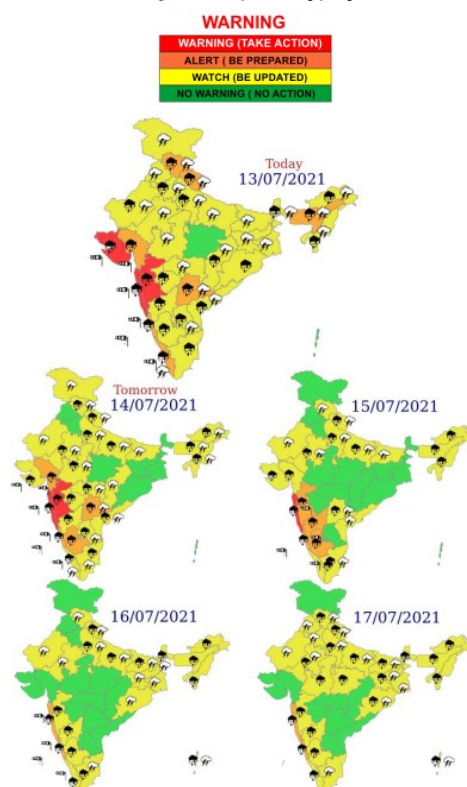 WARNING
WARNING (TAKE ACTION)
ALERT ( BE PREPARED)
WATCH (BE UPDATED)
NO WARNING ( NO ACTION)
Today
13/07/2021
Tomorrow
14/07/2021
15/07/2021
16/07/2021
17/07/2021